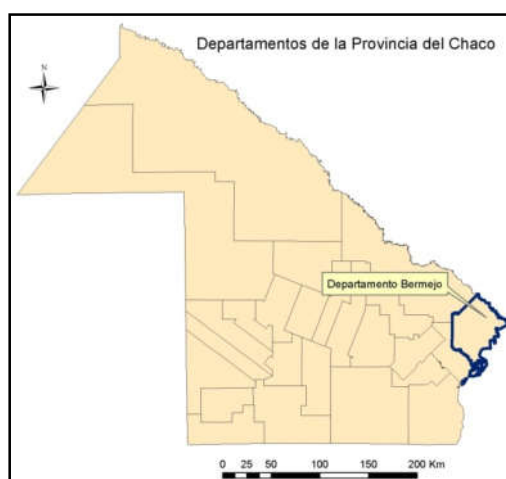 Departamentos de la Provincia del Chaco
N
Departamento Bermejo
0 25 50 100 150 200 Km